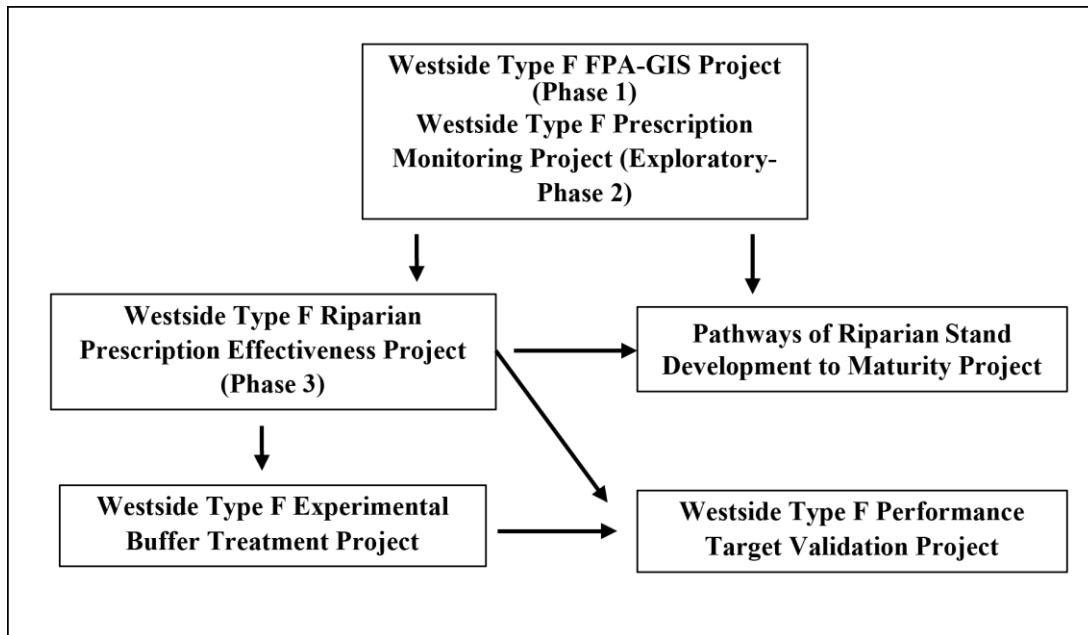 Westside Type F FPA-GIS Project
(Phase 1)
Westside Type F Prescription
Monitoring Project (Exploratory-
Phase 2)
Westside Type F Riparian
Prescription Effectiveness Project
(Phase 3)
Pathways of Riparian Stand
Development to Maturity Project
Westside Type F Experimental
Buffer Treatment Project
Westside Type F Performance
Target Validation Project